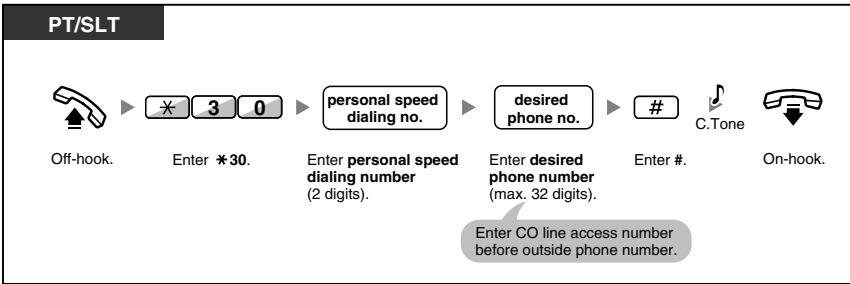 PT/SLT
* 3 0
personal speed
dialing no.
desired
phone no.
#
C.Tone
Off-hook.
Enter *30.
Enter personal speed
dialing number
(2 digits).
Enter desired
phone number
(max. 32 digits).
Enter #.
On-hook.
Enter CO line access number
before outside phone number.